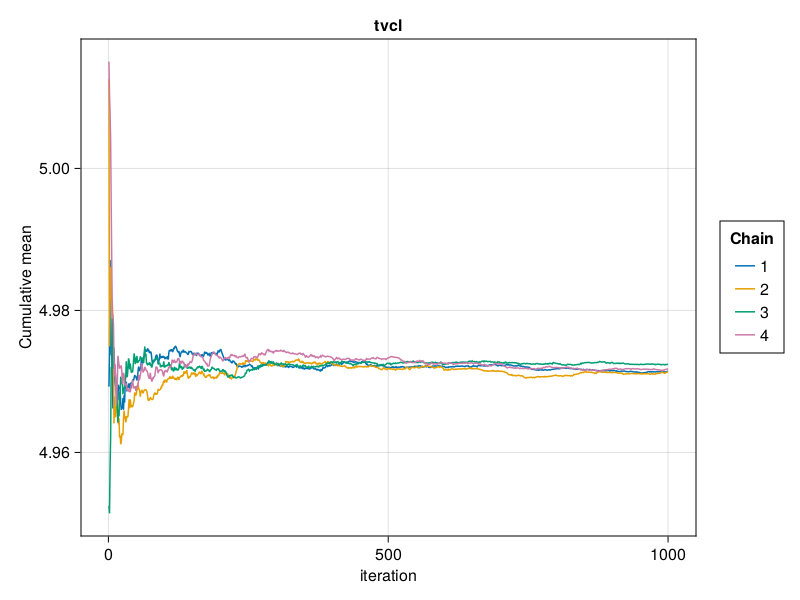 tvcl
Cumulative mean
5.00
4.98
4.96
0
500
1000
iteration
Chain
1
2
3
4